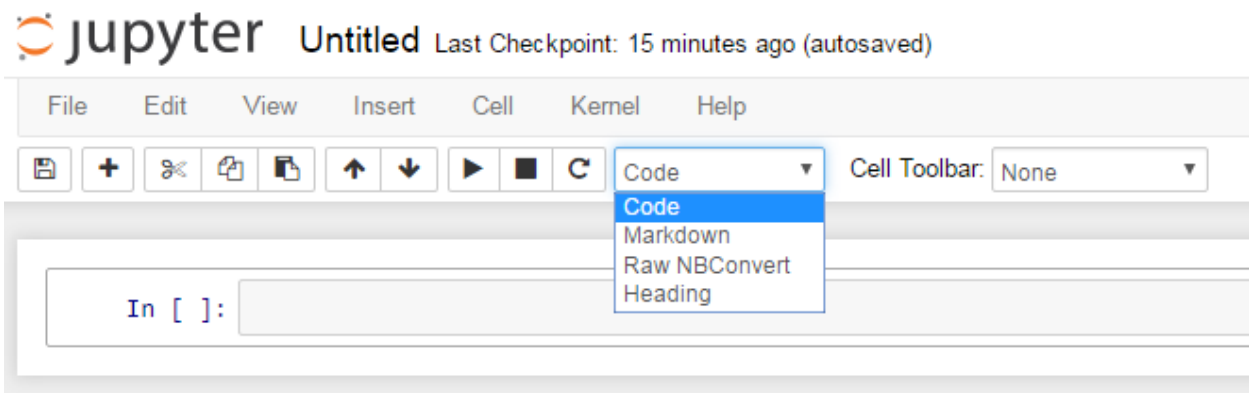 jupyter Untitled Last Checkpoint: 15 minutes ago (autosaved)
File Edit View Insert Cell Kernel Help
Code Cell Toolbar: None
Code
Markdown
Raw NBConvert
Heading
In [ ]: